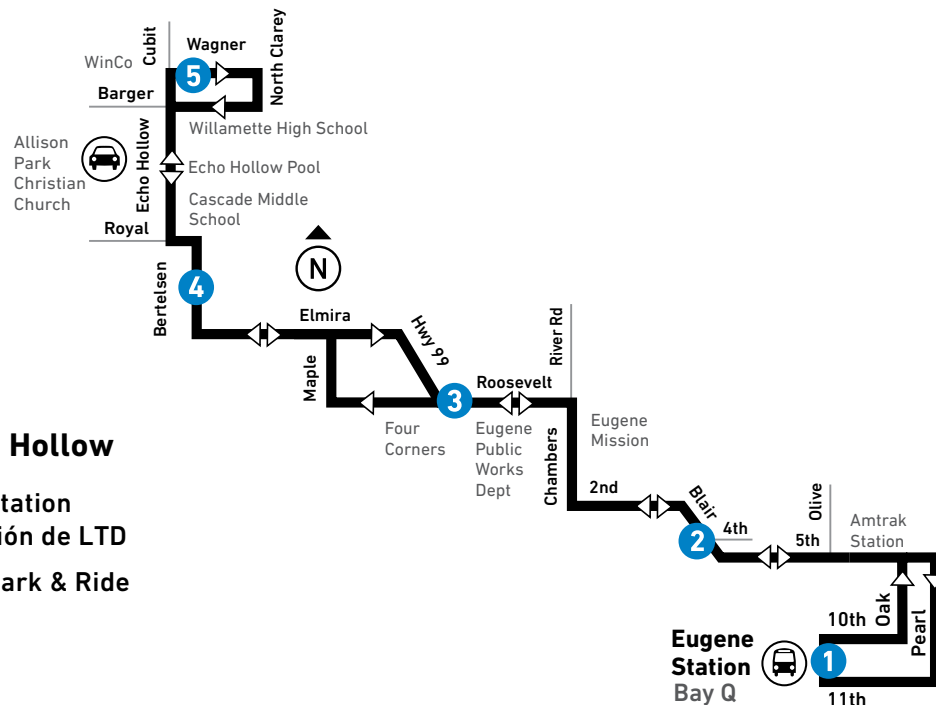 Cubit
Wagner
North Clarey
WinCo
5
Barger
Willamette High School
Allison
Park
Christian
Church
Echo Hollow
Echo Hollow Pool
Cascade Middle
School
Royal
N
Bertelsen
4
Elmira
Hwy 99
River Rd
Maple
Roosevelt
3
Four
Corners
Eugene
Public
Works
Dept
Chambers
Eugene
Mission
Hollow
tation
ión de LTD
ark & Ride
2nd
Blair
4th
2
5th
Olive
Amtrak
Station
Oak
Pearl
10th
Eugene
Station
Bay Q
1
11th